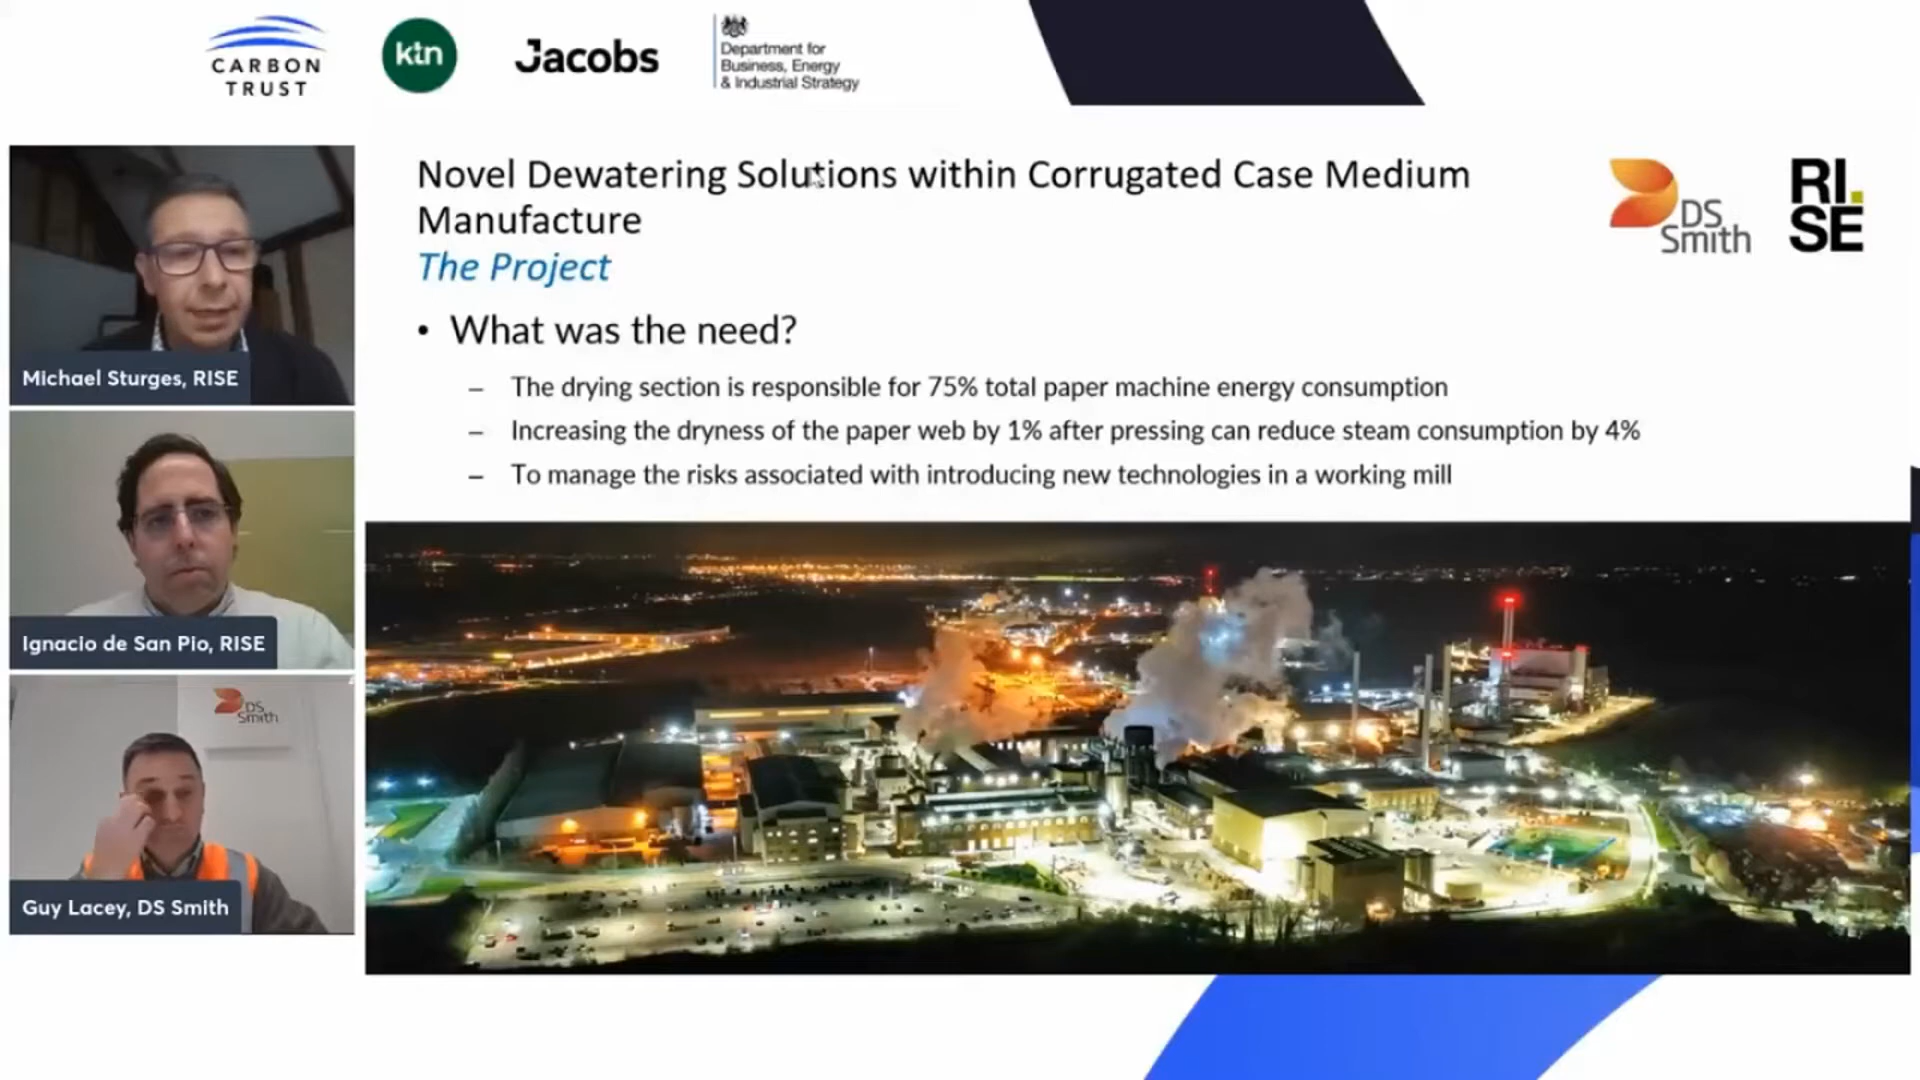 CARBON
TRUST
ktn
Jacobs
Department for
Business, Energy
& Industrial Strategy
Novel Dewatering Solutions within Corrugated Case Medium
Manufacture
The Project
DS
Smith
RI.
SE
• What was the need?
– The drying section is responsible for 75% total paper machine energy consumption
– Increasing the dryness of the paper web by 1% after pressing can reduce steam consumption by 4%
– To manage the risks associated with introducing new technologies in a working mill
Michael Sturges, RISE
Ignacio de San Pio, RISE
DS
Smith
Guy Lacey, DS Smith